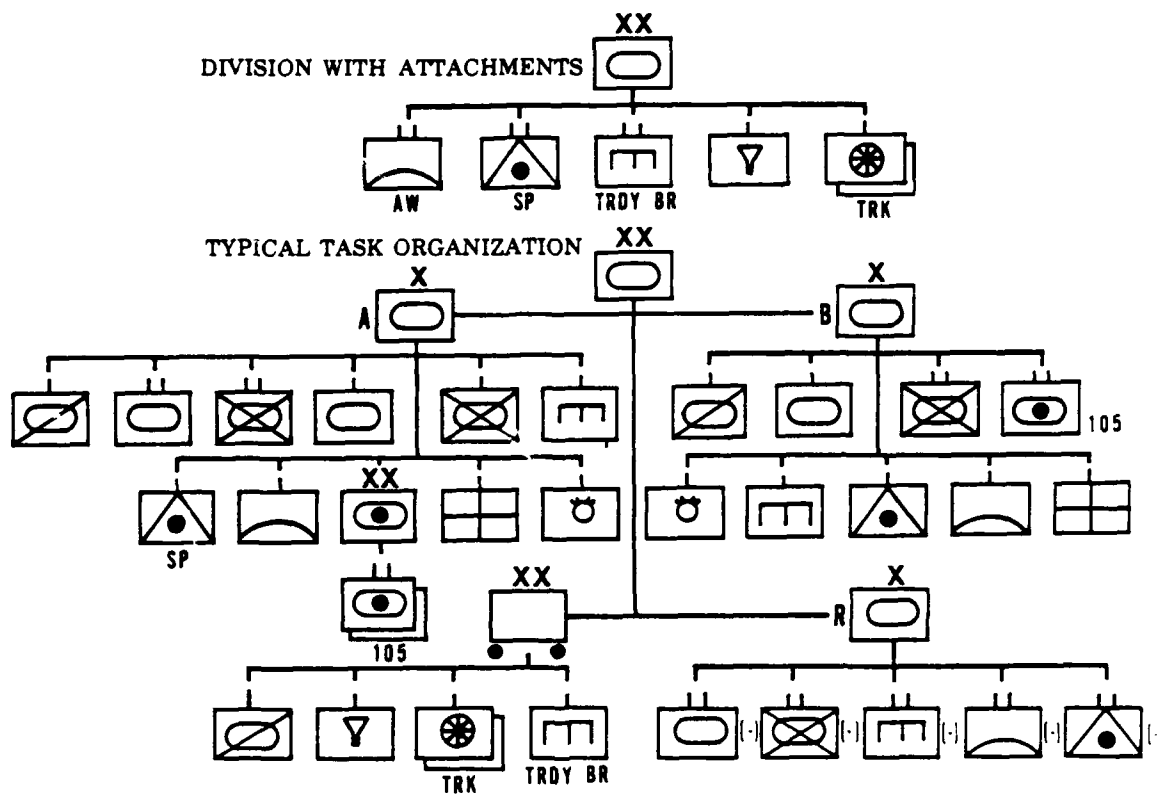 XX
DIVISION WITH ATTACHMENTS
AW
SP
TRDY BR
TRK
XX
TYPICAL TASK ORGANIZATION
X
A
X
B
105
XX
SP
105
XX
X
R
(-)
(-)
(-)
(-)
(-
TRK
TRDY BR